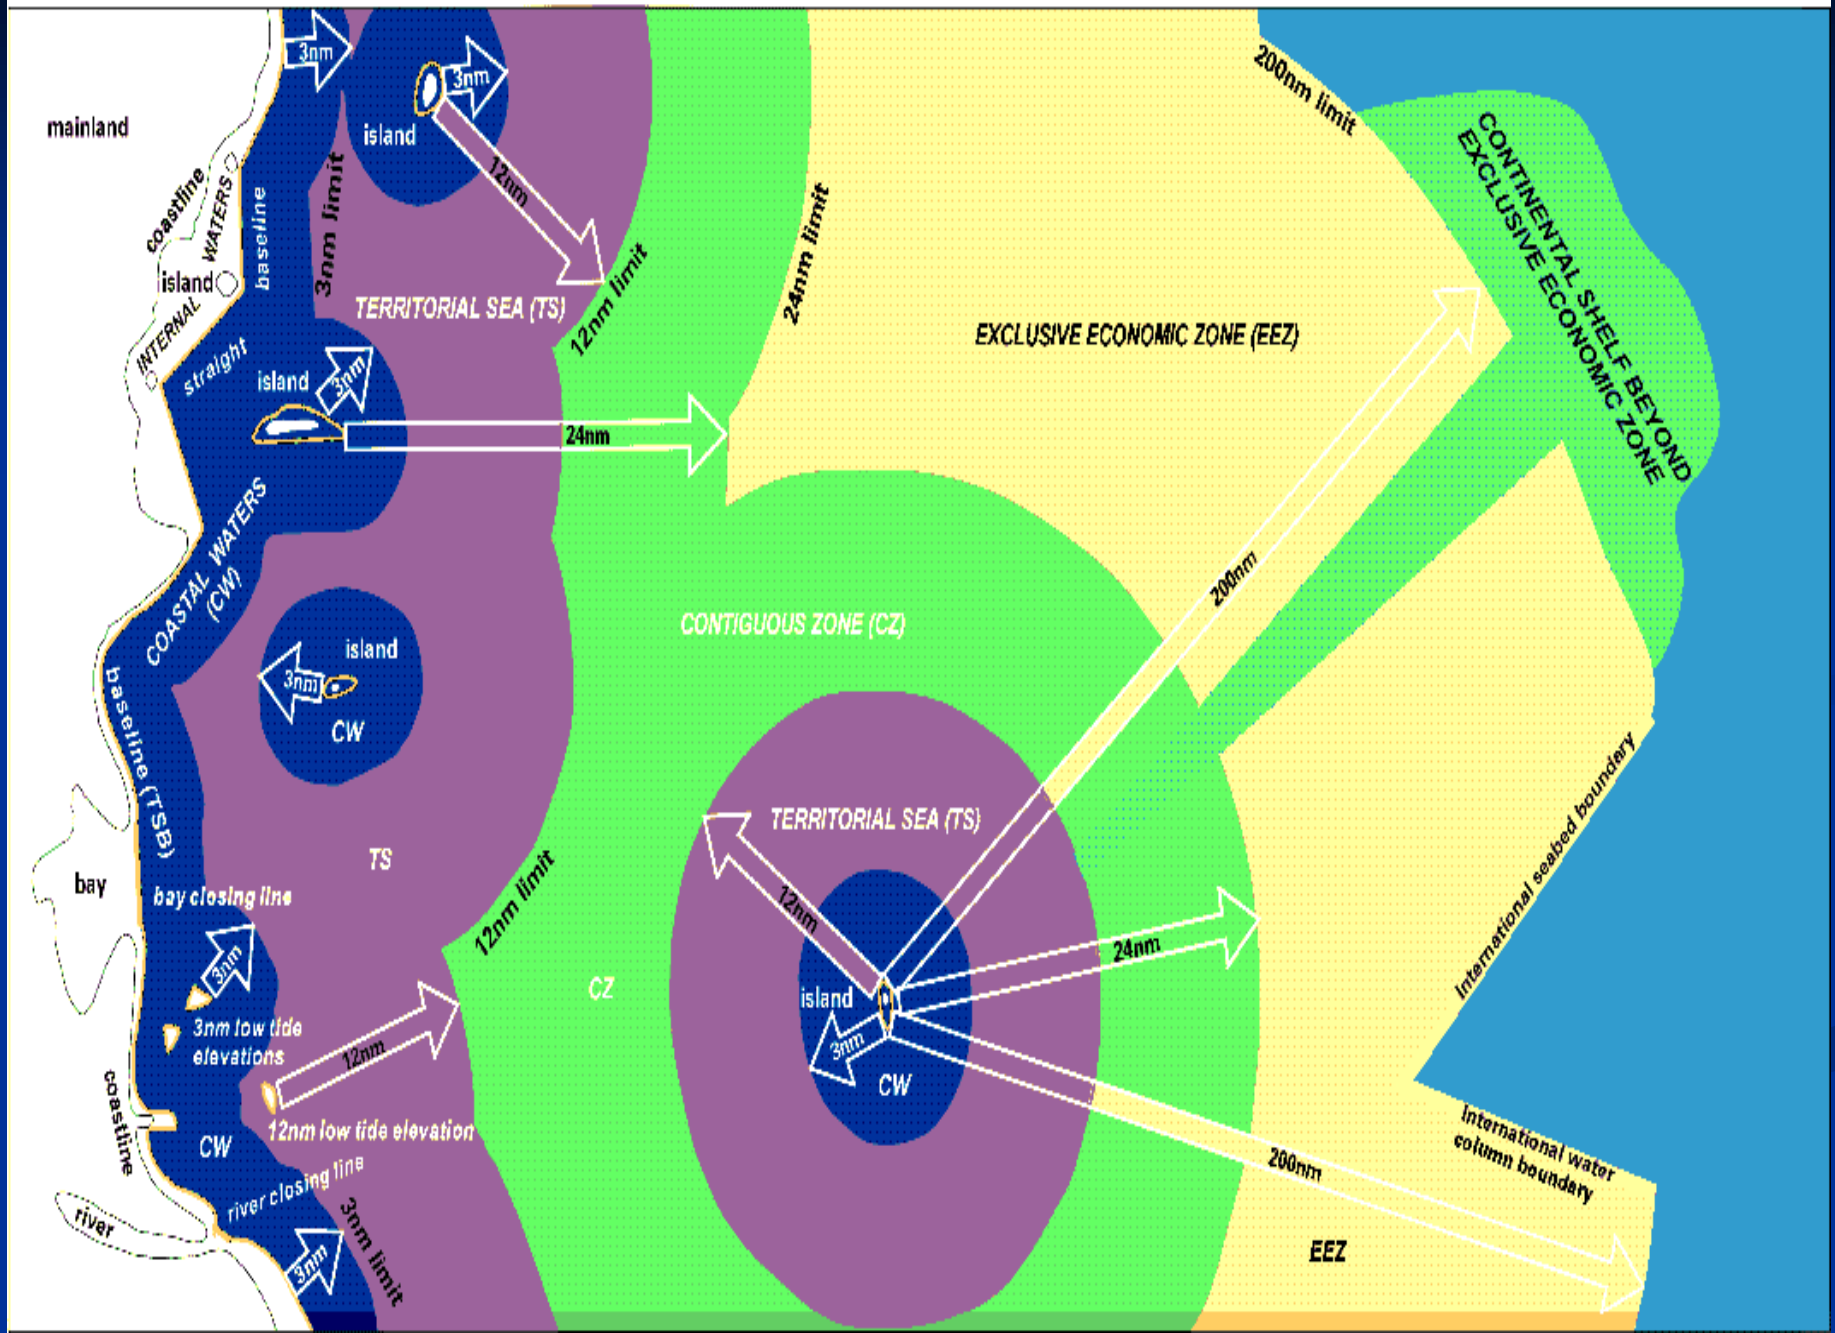 3nm
3nm
island
12nm
200nm limit
mainland
coastline
INTERNAL WATERS
island
straight baseline
3nm limit
TERRITORIAL SEA (TS)
12nm limit
24nm limit
EXCLUSIVE ECONOMIC ZONE (EEZ)
CONTINENTAL SHELF BEYOND
EXCLUSIVE ECONOMIC ZONE
island
3nm
24nm
COASTAL WATERS
(CW)
200nm
CONTIGUOUS ZONE (CZ)
island
3nm
CW
baseline (TSB)
TERRITORIAL SEA (TS)
TS
bay
bay closing line
12nm limit
12nm
International seabed boundary
24nm
3nm
CZ
island
3nm low tide
elevations
12nm
3nm
CW
coastline
CW
12nm low tide elevation
International water
column boundary
200nm
river closing line
river
3nm limit
3nm
EEZ